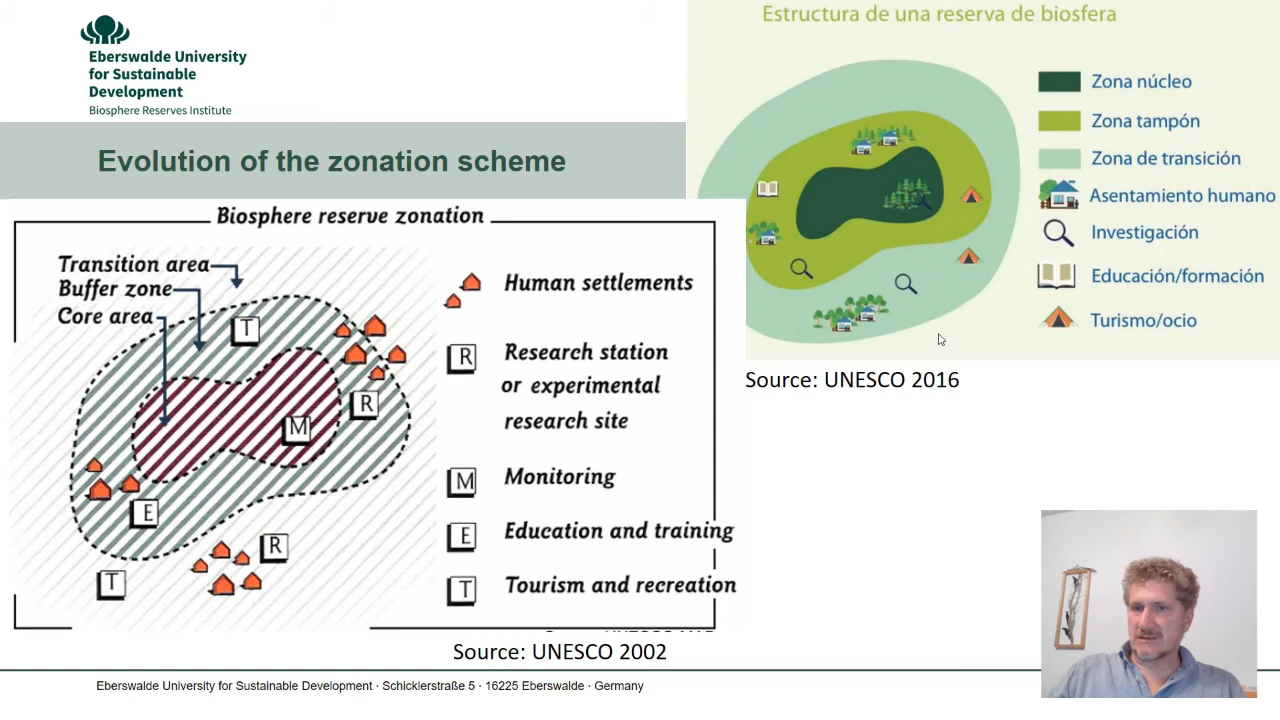 Eberswalde University
for Sustainable
Development
Biosphere Reserves Institute
Evolution of the zonation scheme
Biosphere reserve zonation
Transition area
Buffer zone
Core area
T
R
M
E
R
T
Human settlements
R
Research station
or experimental
research site
M
Monitoring
E
Education and training
T
Tourism and recreation
Source: UNESCO 2002
Estructura de una reserva de biosfera
Zona núcleo
Zona tampón
Zona de transición
Asentamiento humano
Investigación
Educación/formación
Turismo/ocio
Source: UNESCO 2016
Eberswalde University for Sustainable Development · Schicklerstraße 5 · 16225 Eberswalde · Germany